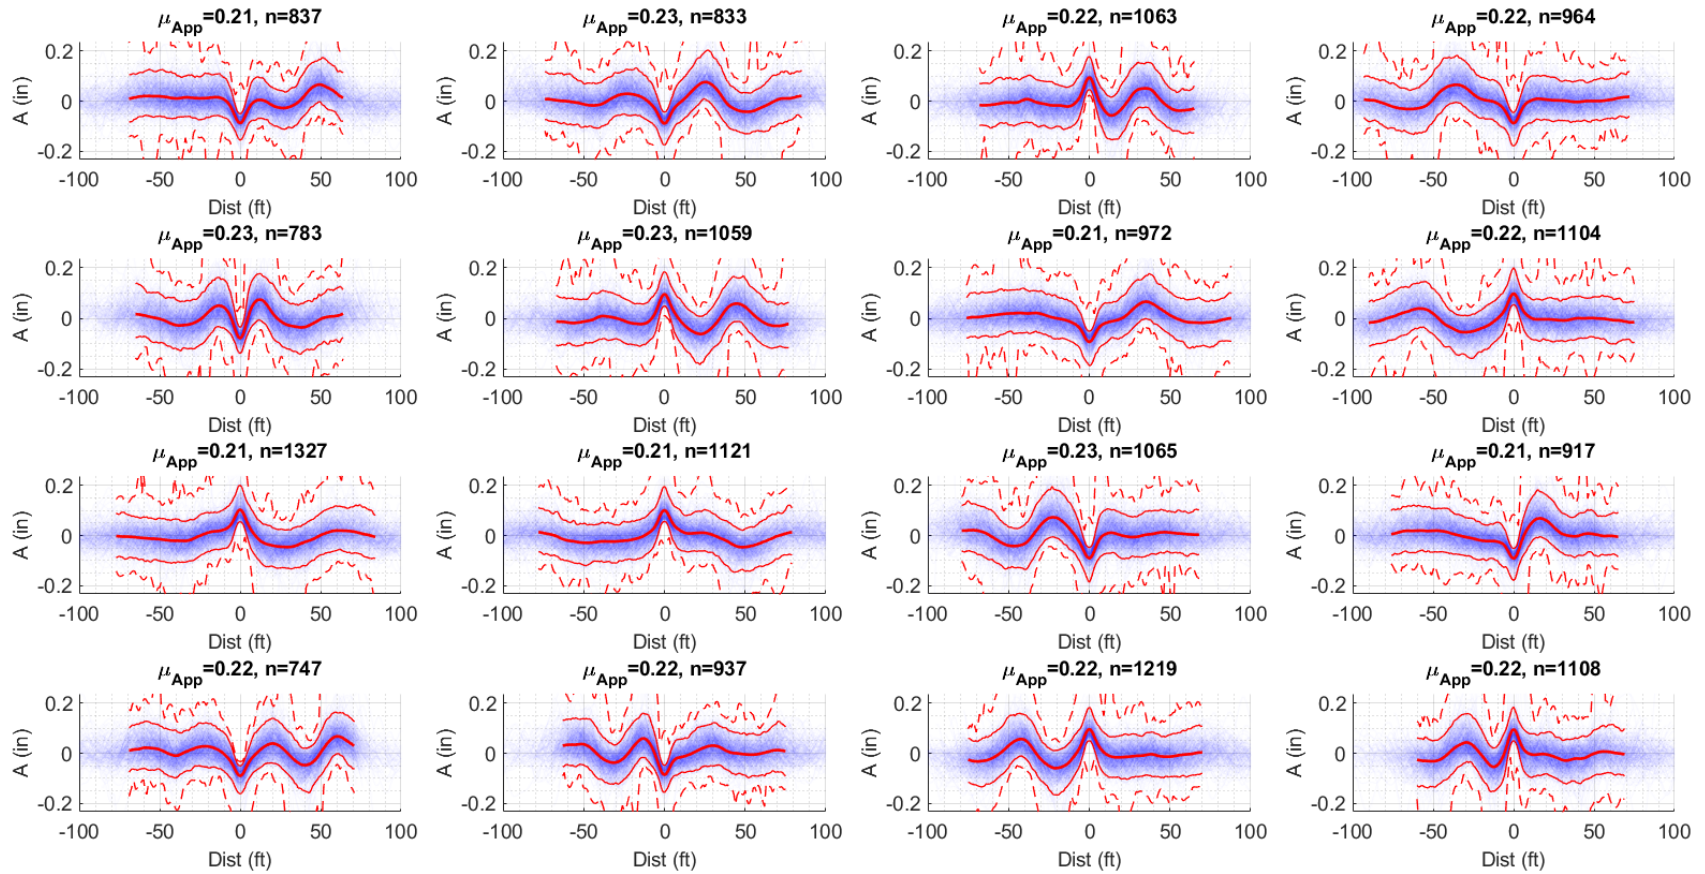 μApp=0.21, n=837
μApp=0.23, n=833
μApp=0.22, n=1063
μApp=0.22, n=964
A (in)
0.2
0
-0.2
-100 -50 0 50 100
Dist (ft)
A (in)
0.2
0
-0.2
-100 -50 0 50 100
Dist (ft)
A (in)
0.2
0
-0.2
-100 -50 0 50 100
Dist (ft)
A (in)
0.2
0
-0.2
-100 -50 0 50 100
Dist (ft)
μApp=0.23, n=783
μApp=0.23, n=1059
μApp=0.21, n=972
μApp=0.22, n=1104
A (in)
0.2
0
-0.2
-100 -50 0 50 100
Dist (ft)
A (in)
0.2
0
-0.2
-100 -50 0 50 100
Dist (ft)
A (in)
0.2
0
-0.2
-100 -50 0 50 100
Dist (ft)
A (in)
0.2
0
-0.2
-100 -50 0 50 100
Dist (ft)
μApp=0.21, n=1327
μApp=0.21, n=1121
μApp=0.23, n=1065
μApp=0.21, n=917
A (in)
0.2
0
-0.2
-100 -50 0 50 100
Dist (ft)
A (in)
0.2
0
-0.2
-100 -50 0 50 100
Dist (ft)
A (in)
0.2
0
-0.2
-100 -50 0 50 100
Dist (ft)
A (in)
0.2
0
-0.2
-100 -50 0 50 100
Dist (ft)
μApp=0.22, n=747
μApp=0.22, n=937
μApp=0.22, n=1219
μApp=0.22, n=1108
A (in)
0.2
0
-0.2
-100 -50 0 50 100
Dist (ft)
A (in)
0.2
0
-0.2
-100 -50 0 50 100
Dist (ft)
A (in)
0.2
0
-0.2
-100 -50 0 50 100
Dist (ft)
A (in)
0.2
0
-0.2
-100 -50 0 50 100
Dist (ft)